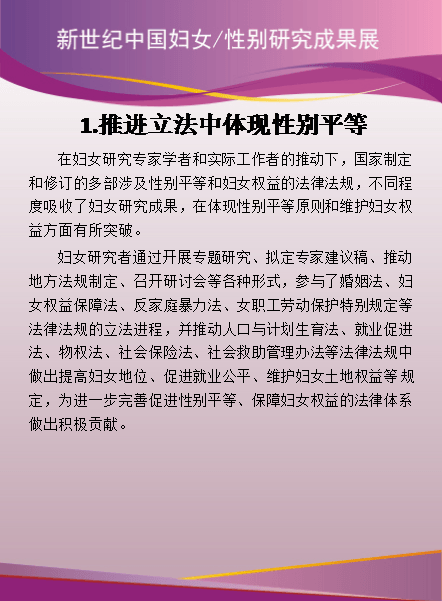 新世纪中国妇女/性别研究成果展
1.推进立法中体现性别平等
在妇女研究专家学者和实际工作者的推动下，国家制定
和修订的多部涉及性别平等和妇女权益的法律法规，不同程
度吸收了妇女研究成果，在体现性别平等原则和维护妇女权
益方面有所突破。
妇女研究者通过开展专题研究、拟定专家建议稿、推动
地方法规制定、召开研讨会等各种形式，参与了婚姻法、妇
女权益保障法、反家庭暴力法、女职工劳动保护特别规定等
法律法规的立法进程，并推动人口与计划生育法、就业促进
法、物权法、社会保险法、社会救助管理办法等法律法规中
做出提高妇女地位、促进就业公平、维护妇女土地权益等规
定，为进一步完善促进性别平等、保障妇女权益的法律体系
做出积极贡献。